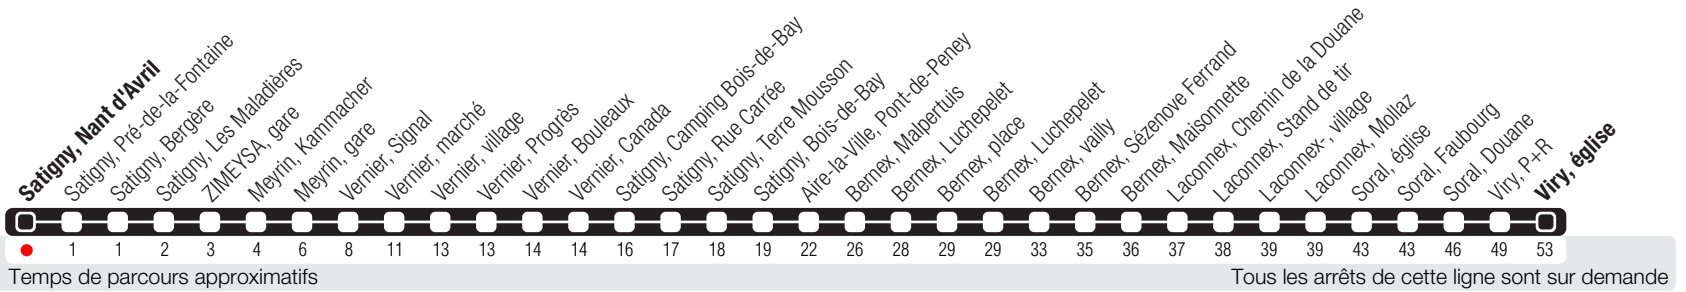 Satigny, Nant d'Avril
Satigny, Pré-de-la-Fontaine
Satigny, Bergère
Satigny, Les Maladières
ZIMEYSA, gare
Meyrin, Kammacher
Meyrin, gare
Vernier, Signal
Vernier, marché
Vernier, village
Vernier, Progrès
Vernier, Bouleaux
Vernier, Canada
Satigny, Camping Bois-de-Bay
Satigny, Rue Carrée
Satigny, Terre Mousson
Satigny, Bois-de-Bay
Aire-la-Ville, Pont-de-Peney
Bernex, Malpertuis
Bernex, Luchepelet
Bernex, place
Bernex, Luchepelet
Bernex, vailly
Bernex, Sézenove Ferrand
Bernex, Maisonnette
Laconnex, Chemin de la Douane
Laconnex, Stand de tir
Laconnex-, village
Laconnex, Mollaz
Soral, église
Soral, Faubourg
Soral, Douane
Viry, P+R
Viry, église
1 1 2 3 4 6 8 11 13 13 14 14 16 17 18 19 22 26 28 29 29 33 35 36 37 38 39 39 43 43 46 49 53
Temps de parcours approximatifs
Tous les arrêts de cette ligne sont sur demande